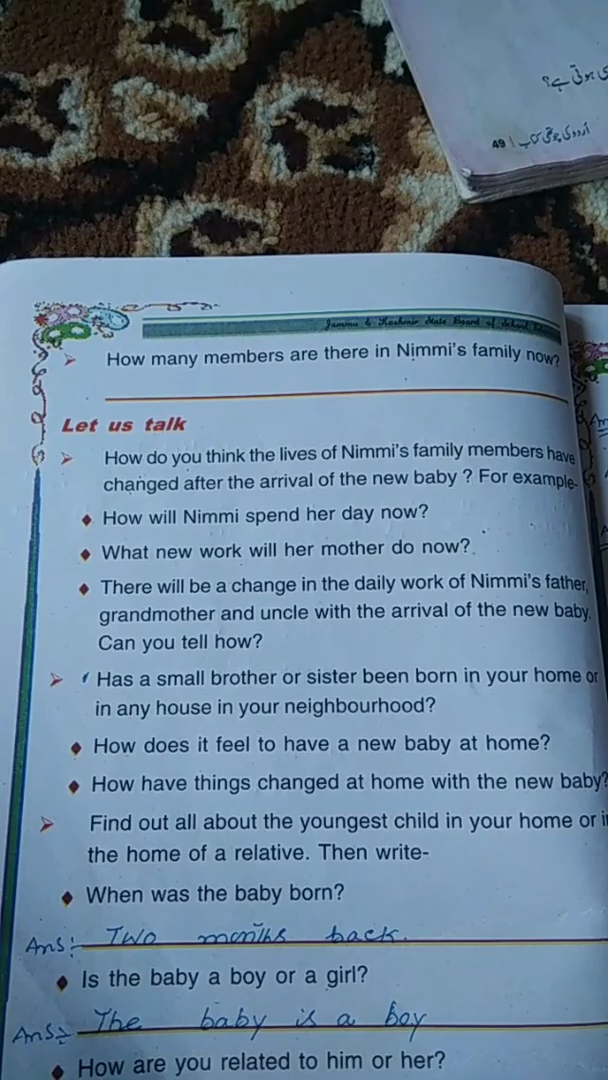 ہوتی ہے؟
49 | اُردو کی چوتھی کتاب
Jammu & Kashmir State Board of School
How many members are there in Nimmi's family now?
Let us talk
How do you think the lives of Nimmi's family members have
changed after the arrival of the new baby ? For example-
How will Nimmi spend her day now?
What new work will her mother do now?
There will be a change in the daily work of Nimmi's father,
grandmother and uncle with the arrival of the new baby.
Can you tell how?
Has a small brother or sister been born in your home or
in any house in your neighbourhood?
How does it feel to have a new baby at home?
How have things changed at home with the new baby?
Find out all about the youngest child in your home or
the home of a relative. Then write-
When was the baby born?
Ans:- Two months back.
Is the baby a boy or a girl?
Ans:- The baby is a boy
How are you related to him or her?